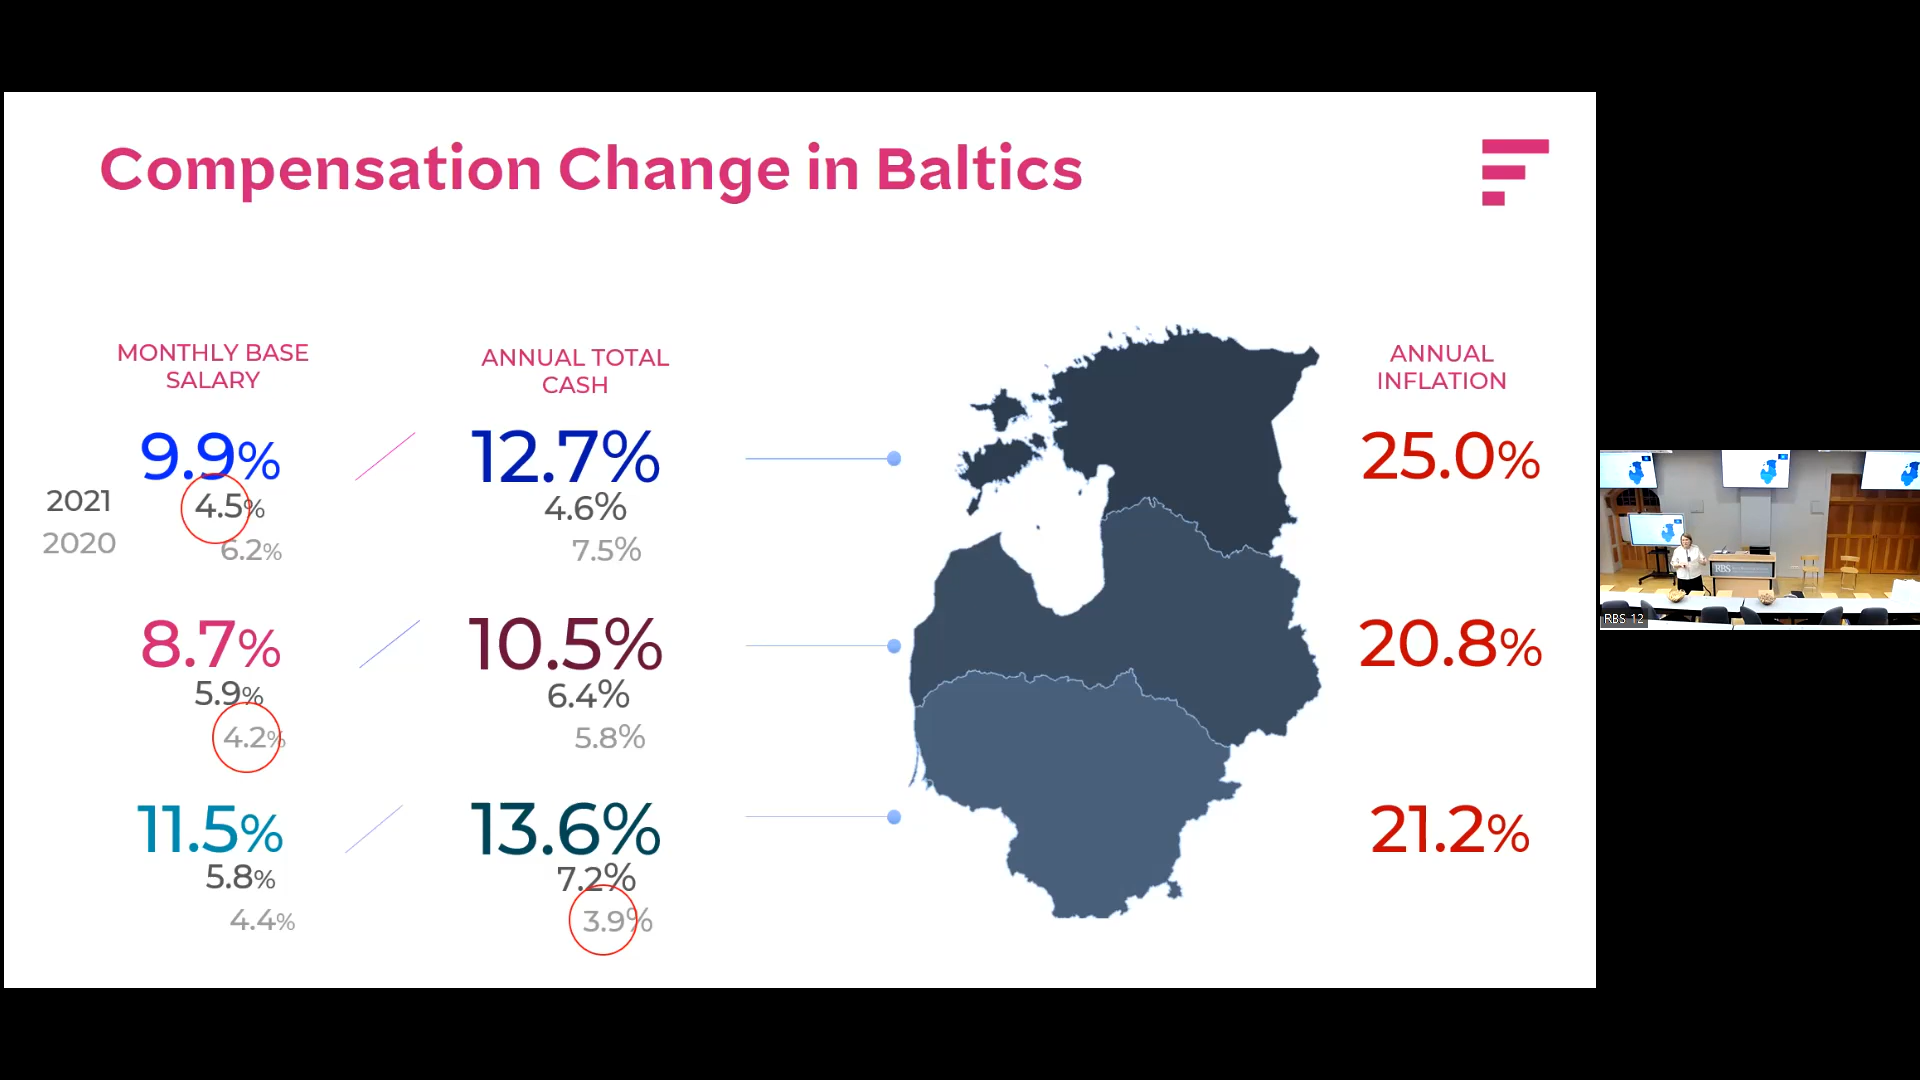 Compensation Change in Baltics
MONTHLY BASE
SALARY
ANNUAL TOTAL
CASH
ANNUAL
INFLATION
9.9%
12.7%
25.0%
2021
4.5%
4.6%
2020
6.2%
7.5%
8.7%
10.5%
20.8%
5.9%
6.4%
4.2%
5.8%
11.5%
13.6%
21.2%
5.8%
7.2%
4.4%
3.9%
RBS
RBS 12